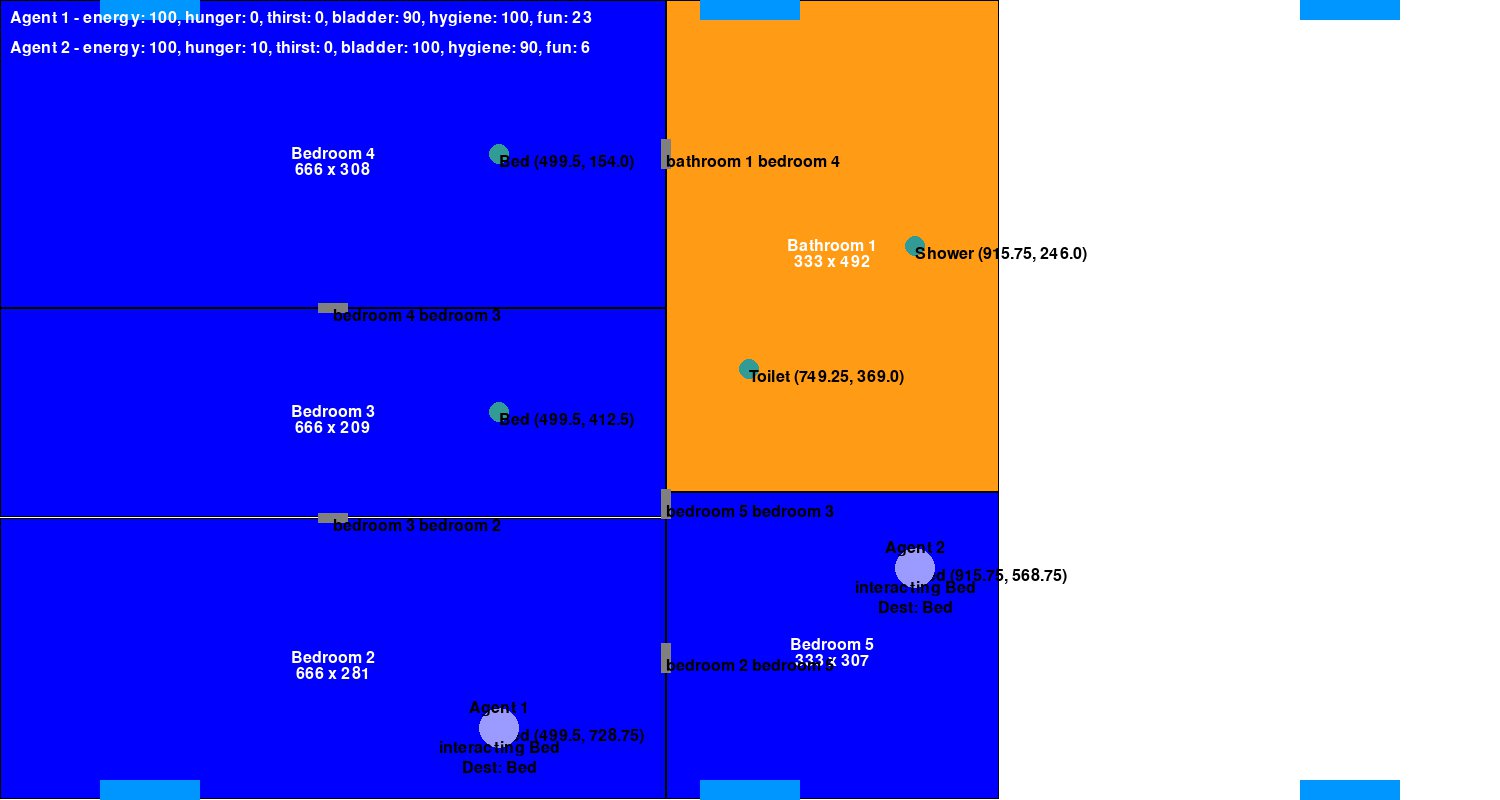 Agent 1 - energy: 100, hunger: 0, thirst: 0, bladder: 90, hygiene: 100, fun: 23
Agent 2 - energy: 100, hunger: 10, thirst: 0, bladder: 100, hygiene: 90, fun: 6
Bedroom 4
666 x 308
Bed (499.5, 154.0)
bathroom 1 bedroom 4
Bathroom 1
333 x 492
Shower (915.75, 246.0)
bedroom 4 bedroom 3
Toilet (749.25, 369.0)
Bedroom 3
666 x 209
Bed (499.5, 412.5)
bedroom 5 bedroom 3
bedroom 3 bedroom 2
Agent 2
(915.75, 568.75)
interacting Bed
Dest: Bed
Bedroom 5
333 x 307
bedroom 2 bedroom 5
Bedroom 2
666 x 281
Agent 1
(499.5, 728.75)
interacting Bed
Dest: Bed